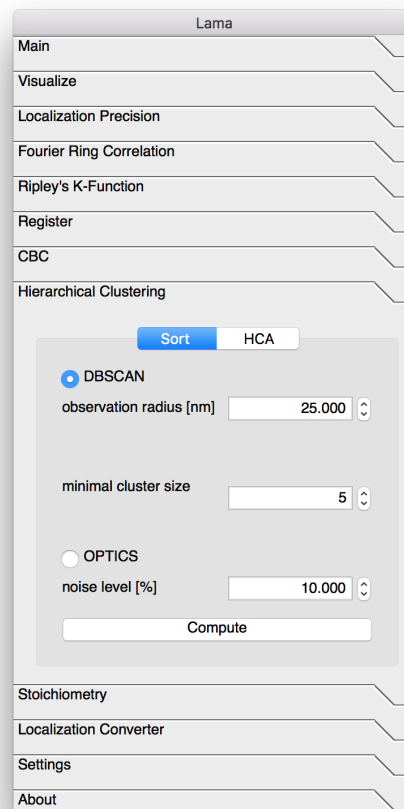 Lama
Main
Visualize
Localization Precision
Fourier Ring Correlation
Ripley's K-Function
Register
CBC
Hierarchical Clustering
Sort HCA
DBSCAN
observation radius [nm] 25.000
minimal cluster size
5
OPTICS
noise level [%] 10.000
Compute
Stoichiometry
Localization Converter
Settings
About